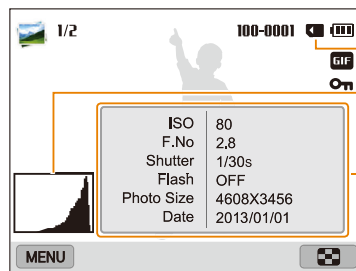 1/2 100-0001
GIF
ISO 80
F.No 2.8
Shutter 1/30s
Flash OFF
Photo Size 4608X3456
Date 2013/01/01
MENU